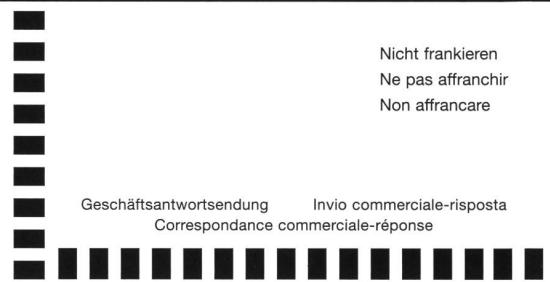 Nicht frankieren
Ne pas affranchir
Non affrancare
Geschäftsantwortsendung Invio commerciale-risposta
Correspondance commerciale-réponse